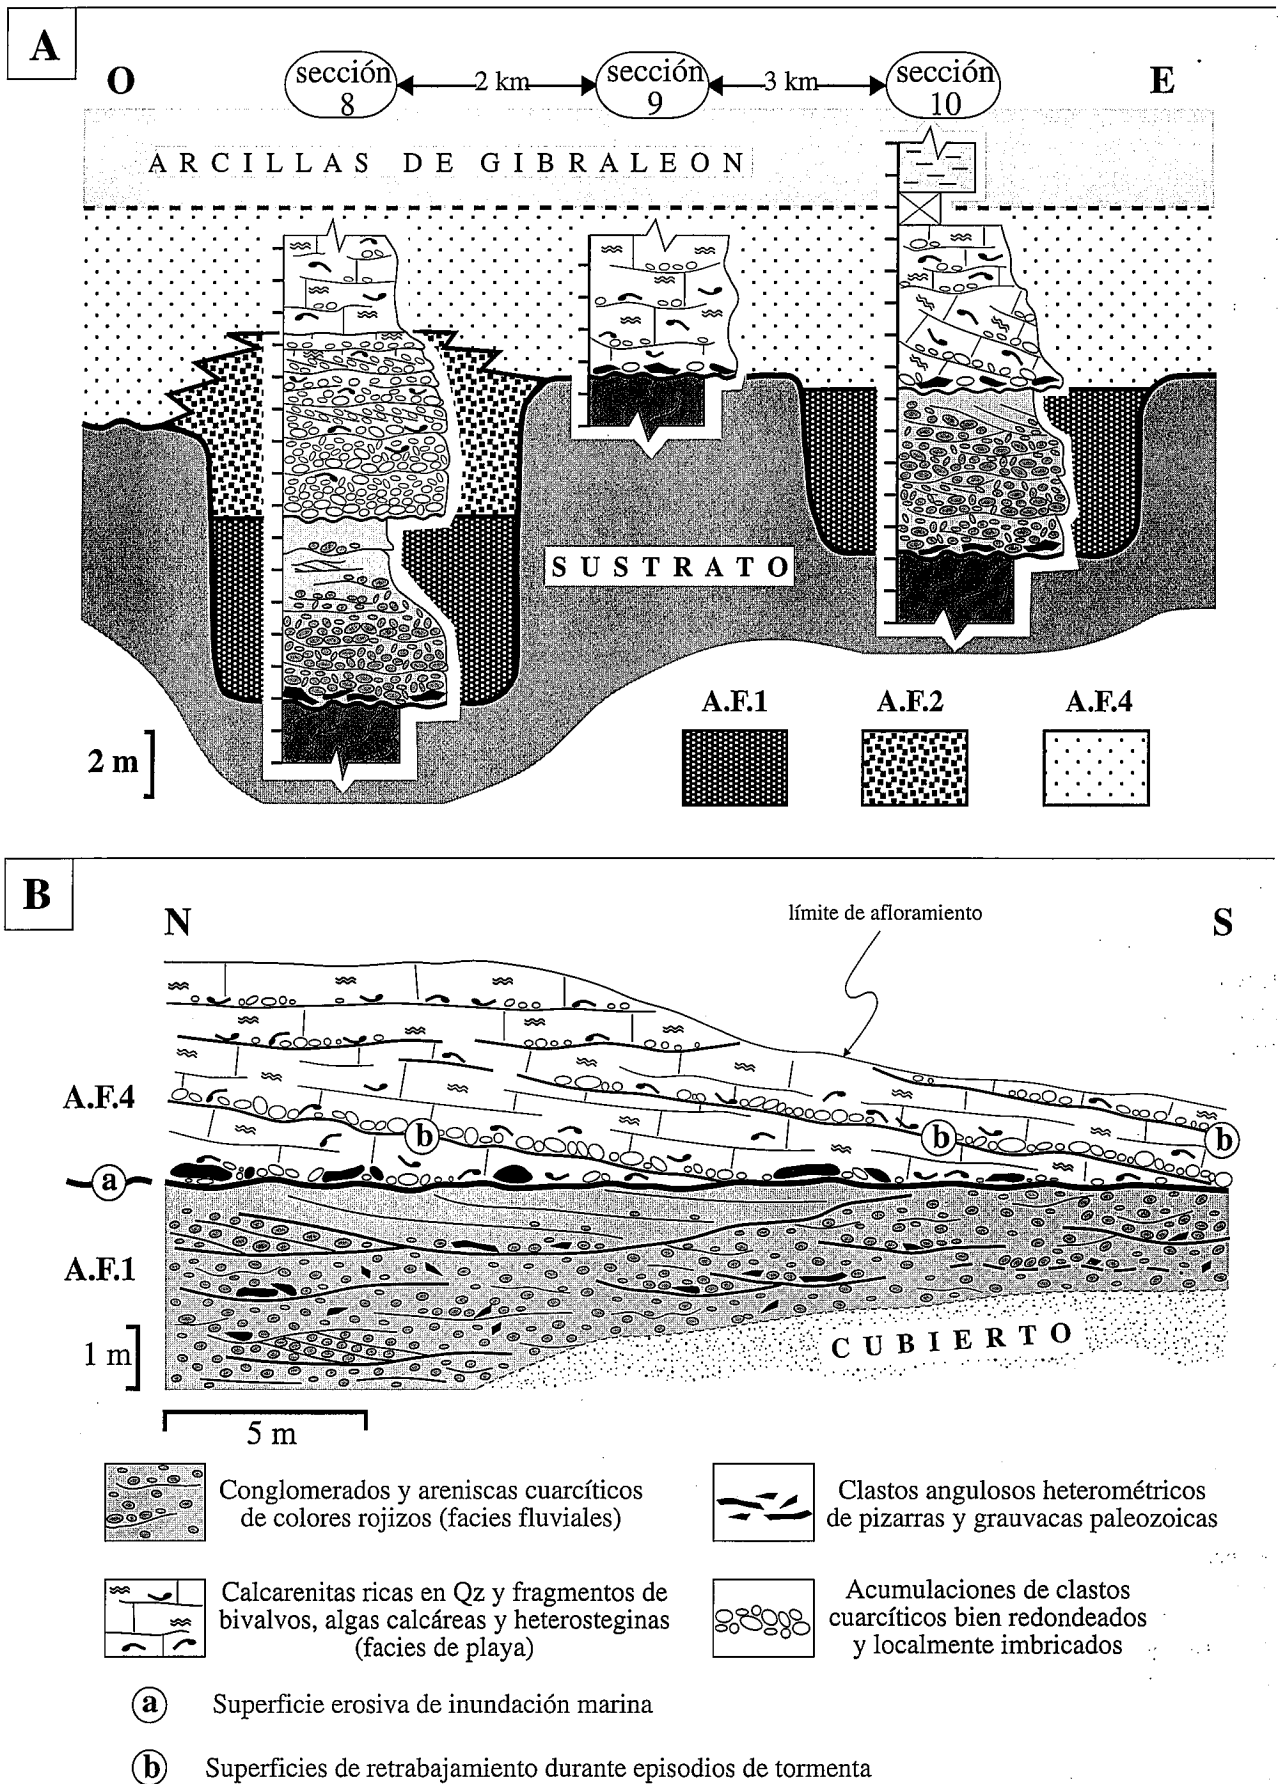 A
O
sección
8
2 km
sección
9
3 km
sección
10
E
ARCILLAS DE GIBRALEON
SUSTRATO
A.F.1
A.F.2
A.F.4
2 m
B
N
límite de afloramiento
S
A.F.4
b
b
b
a
A.F.1
CUBIERTO
1 m
5 m
Conglomerados y areniscas cuarcíticos
de colores rojizos (facies fluviales)
Clastos angulosos heterométricos
de pizarras y grauvacas paleozoicas
Calcarenitas ricas en Qz y fragmentos de
bivalvos, algas calcáreas y heterosteginas
(facies de playa)
Acumulaciones de clastos
cuarcíticos bien redondeados
y localmente imbricados
a Superficie erosiva de inundación marina
b Superficies de retrabajamiento durante episodios de tormenta